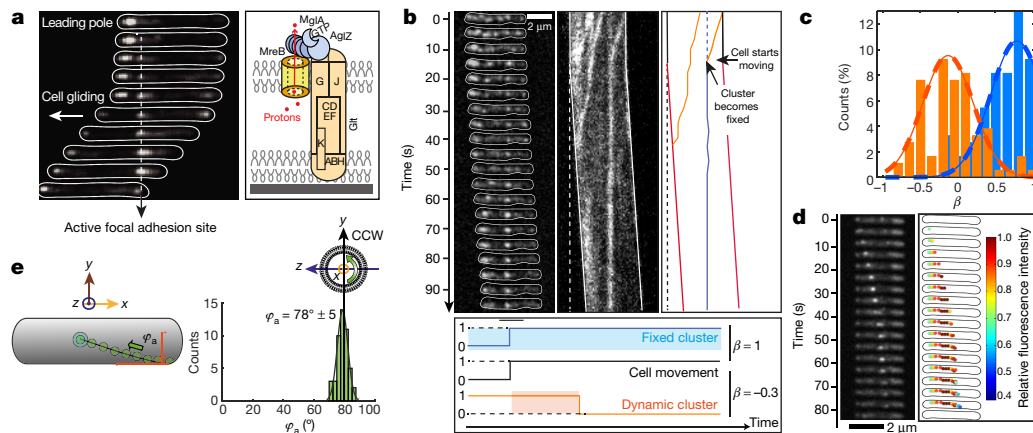 a
Leading pole
Cell gliding
Active focal adhesion site
MglA
GTP
AglZ
MreB
G
J
Protons
CD
EF
Glt
K
ABH
b
Time (s)
0
10
20
30
40
50
60
70
80
90
2 μm
Cell starts
moving
Cluster
becomes
fixed
1
0
Fixed cluster
β = 1
1
0
Cell movement
β = −0.3
1
0
Dynamic cluster
Time
c
Counts (%)
12
10
8
6
4
2
0
−1
−0.5
0
0.5
1
β
d
Time (s)
0
10
20
30
40
50
60
70
80
2 μm
1.0
0.9
0.8
0.7
0.6
0.5
0.4
Relative fluorescence intensity
e
y
z
x
φa
y
CCW
z
x
Counts
15
10
5
0
φa = 78° ± 5
0
20
40
60
80
100
φa (°)